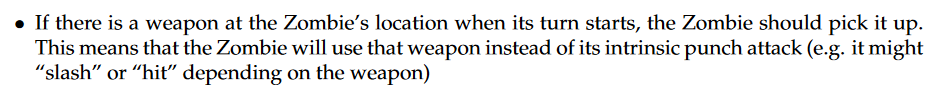 • If there is a weapon at the Zombie’s location when its turn starts, the Zombie should pick it up.
This means that the Zombie will use that weapon instead of its intrinsic punch attack (e.g. it might
“slash” or “hit” depending on the weapon)